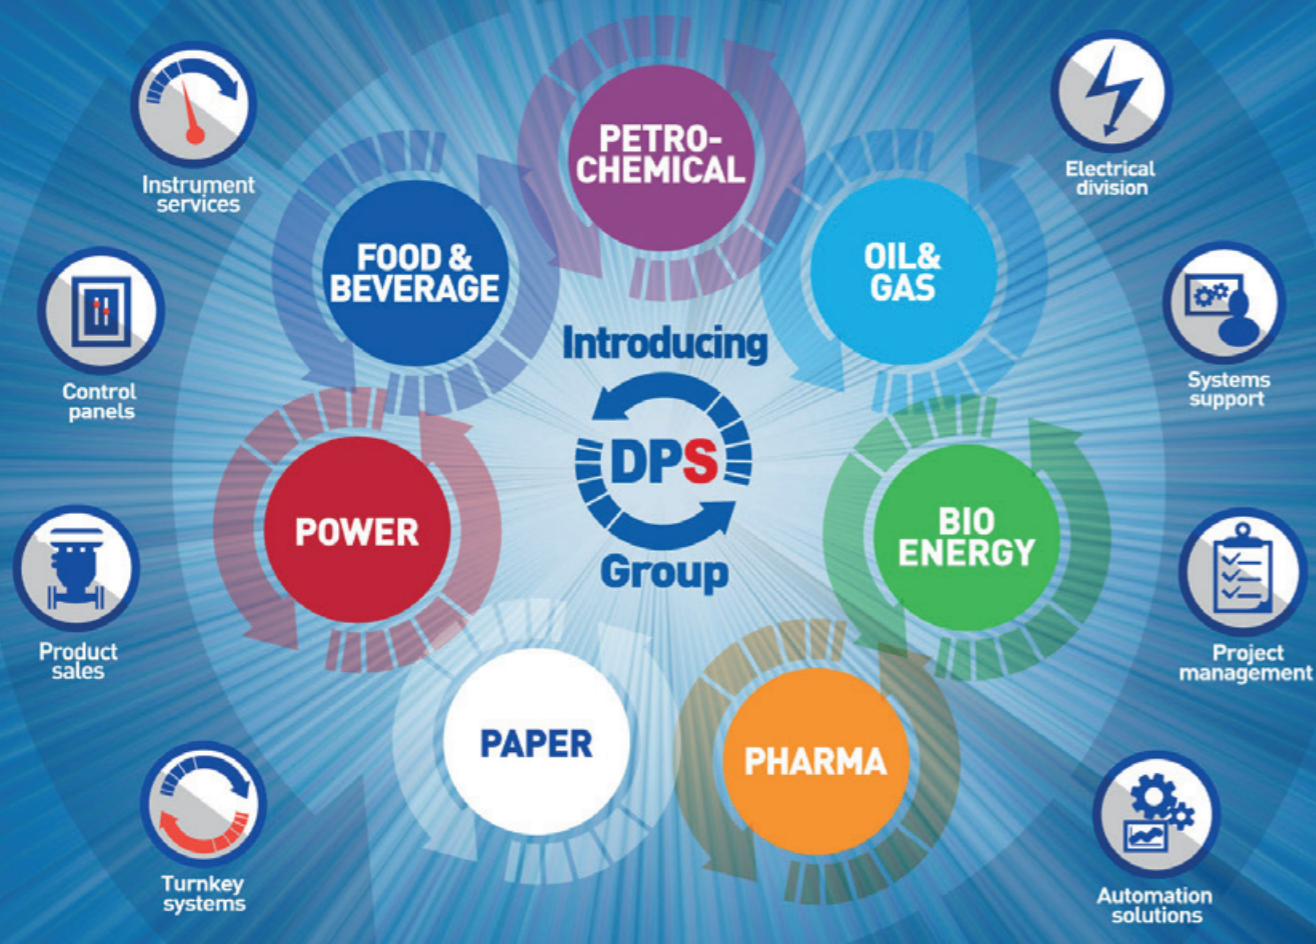 PETRO-
CHEMICAL
Instrument
services
Electrical
division
FOOD &
BEVERAGE
OIL&
GAS
Introducing
DPS
Group
Control
panels
Systems
support
POWER
BIO
ENERGY
Product
sales
Project
management
PAPER
PHARMA
Turnkey
systems
Automation
solutions